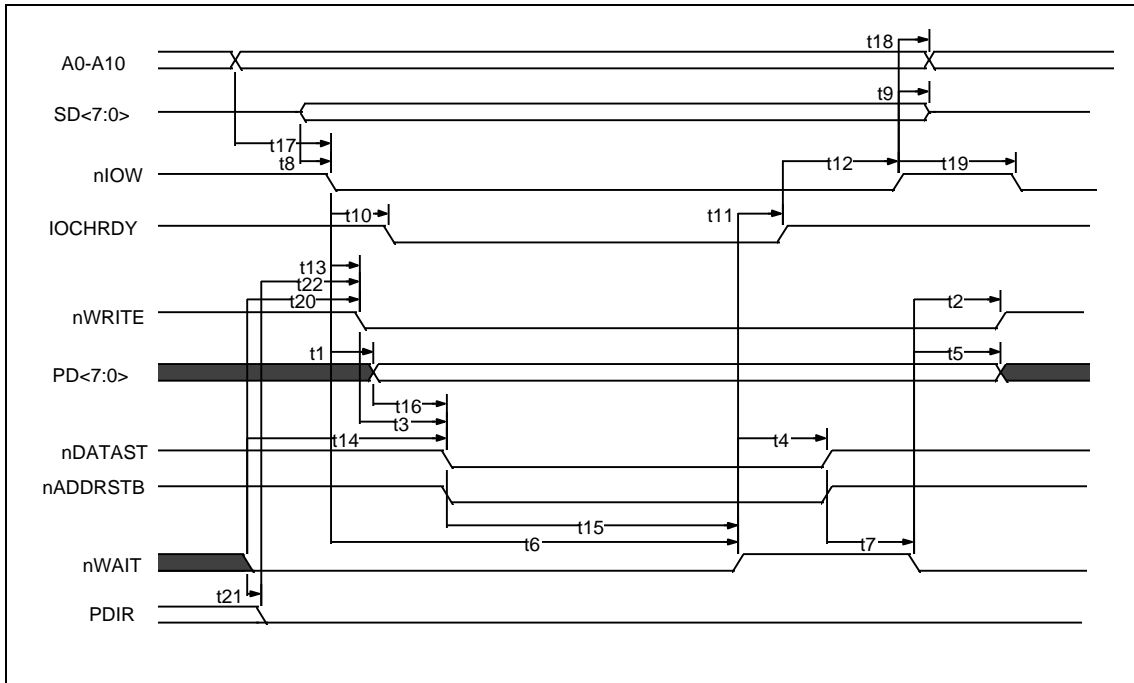 t18
A0-A10
t9
SD<7:0>
t17
t8
t12
t19
nIOW
t10
t11
IOCHRDY
t13
t22
t20
t2
nWRITE
t1
t5
PD<7:0>
t16
t3
t14
t4
nDATAST
nADDRSTB
t15
t6
t7
nWAIT
t21
PDIR